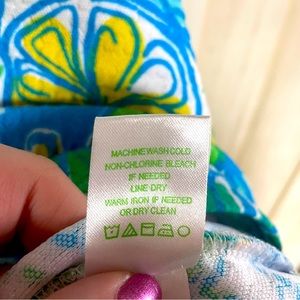 MACHINE WASH COLD
NON-CHLORINE BLEACH
IF NEEDED
LINE DRY
WARM IRON IF NEEDED
OR DRY CLEAN